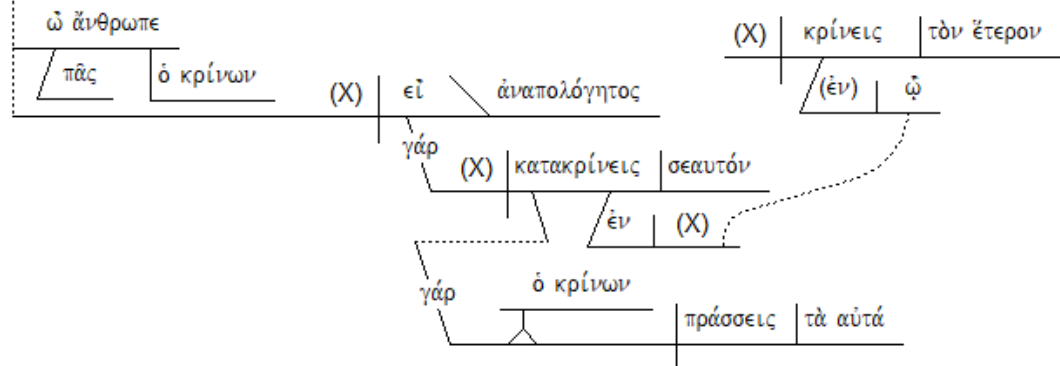 ὦ ἄνθρωπε
πᾶς ὁ κρίνων
(X) εἶ ἀναπολόγητος
(X) κρίνεις τὸν ἕτερον
(ἐν) ᾧ
γάρ
(X) κατακρίνεις σεαυτόν
ἐν (X)
γάρ
ὁ κρίνων
πράσσεις τὰ αὐτά